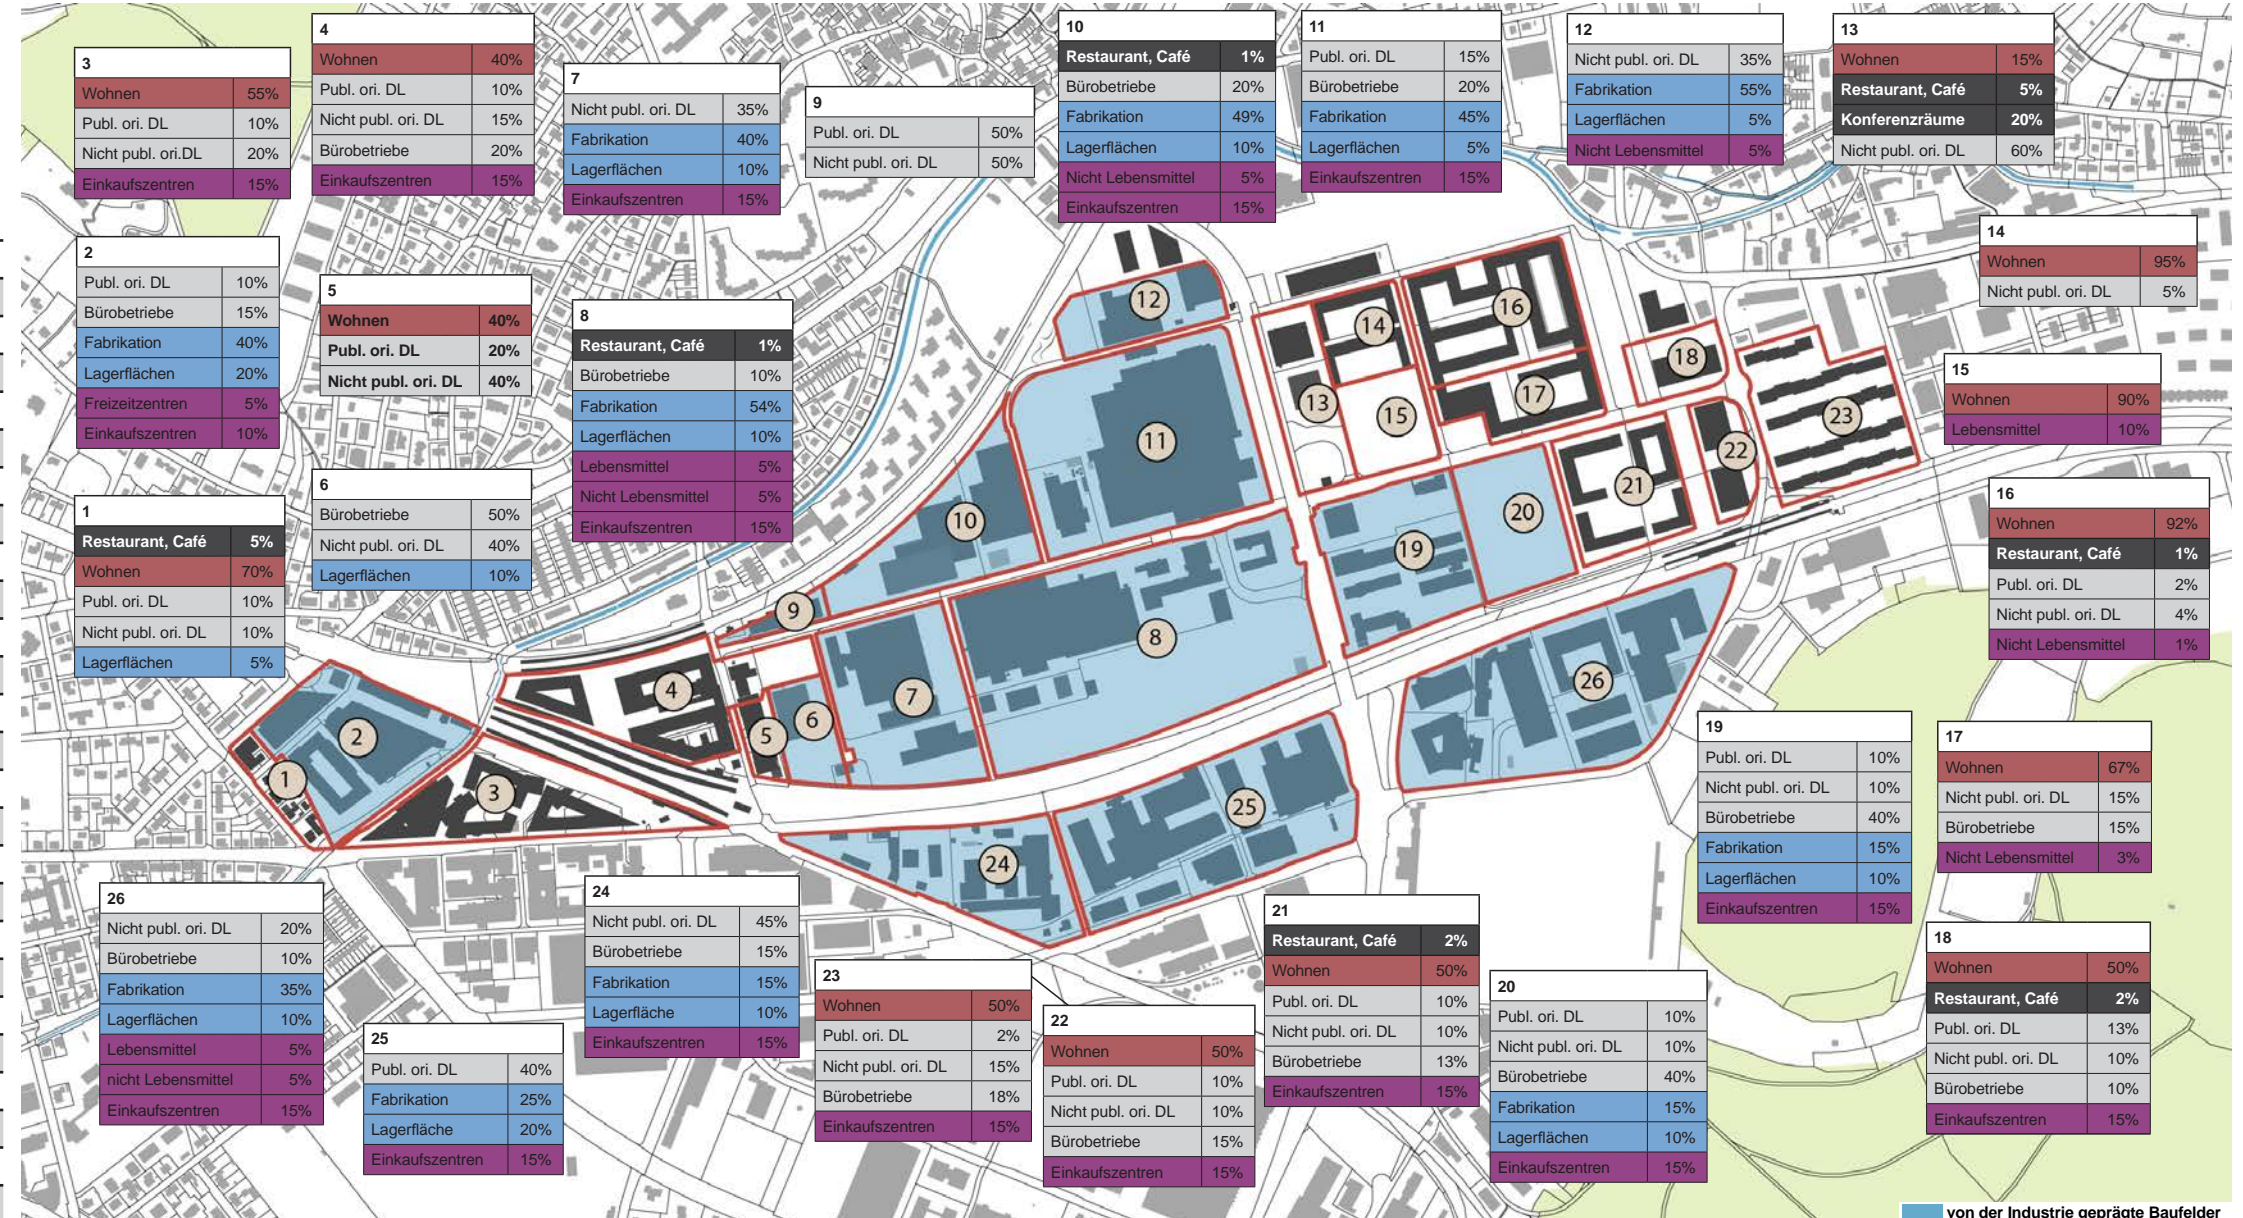 3
Wohnen 55%
Publ. ori. DL 10%
Nicht publ. ori.DL 20%
Einkaufszentren 15%
4
Wohnen 40%
Publ. ori. DL 10%
Nicht publ. ori. DL 15%
Bürobetriebe 20%
Einkaufszentren 15%
7
Nicht publ. ori. DL 35%
Fabrikation 40%
Lagerflächen 10%
Einkaufszentren 15%
9
Publ. ori. DL 50%
Nicht publ. ori. DL 50%
10
Restaurant, Café 1%
Bürobetriebe 20%
Fabrikation 49%
Lagerflächen 10%
Nicht Lebensmittel 5%
Einkaufszentren 15%
11
Publ. ori. DL 15%
Bürobetriebe 20%
Fabrikation 45%
Lagerflächen 5%
Einkaufszentren 15%
12
Nicht publ. ori. DL 35%
Fabrikation 55%
Lagerflächen 5%
Nicht Lebensmittel 5%
13
Wohnen 15%
Restaurant, Café 5%
Konferenzräume 20%
Nicht publ. ori. DL 60%
2
Publ. ori. DL 10%
Bürobetriebe 15%
Fabrikation 40%
Lagerflächen 20%
Freizeitzentren 5%
Einkaufszentren 10%
5
Wohnen 40%
Publ. ori. DL 20%
Nicht publ. ori. DL 40%
8
Restaurant, Café 1%
Bürobetriebe 10%
Fabrikation 54%
Lagerflächen 10%
Lebensmittel 5%
Nicht Lebensmittel 5%
Einkaufszentren 15%
14
Wohnen 95%
Nicht publ. ori. DL 5%
15
Wohnen 90%
Lebensmittel 10%
6
Bürobetriebe 50%
Nicht publ. ori. DL 40%
Lagerflächen 10%
1
Restaurant, Café 5%
Wohnen 70%
Publ. ori. DL 10%
Nicht publ. ori. DL 10%
Lagerflächen 5%
16
Wohnen 92%
Restaurant, Café 1%
Publ. ori. DL 2%
Nicht publ. ori. DL 4%
Nicht Lebensmittel 1%
12
16
14
18
17
13
15
23
11
22
21
20
10
19
9
8
26
4
7
6
5
2
1
3
25
24
19
Publ. ori. DL 10%
Nicht publ. ori. DL 10%
Bürobetriebe 40%
Fabrikation 15%
Lagerflächen 10%
Einkaufszentren 15%
17
Wohnen 67%
Nicht publ. ori. DL 15%
Bürobetriebe 15%
Nicht Lebensmittel 3%
26
Nicht publ. ori. DL 20%
Bürobetriebe 10%
Fabrikation 35%
Lagerflächen 10%
Lebensmittel 5%
nicht Lebensmittel 5%
Einkaufszentren 15%
25
Publ. ori. DL 40%
Fabrikation 25%
Lagerfläche 20%
Einkaufszentren 15%
24
Nicht publ. ori. DL 45%
Bürobetriebe 15%
Fabrikation 15%
Lagerfläche 10%
Einkaufszentren 15%
23
Wohnen 50%
Publ. ori. DL 2%
Nicht publ. ori. DL 15%
Bürobetriebe 18%
Einkaufszentren 15%
22
Wohnen 50%
Publ. ori. DL 10%
Nicht publ. ori. DL 10%
Bürobetriebe 15%
Einkaufszentren 15%
21
Restaurant, Café 2%
Wohnen 50%
Publ. ori. DL 10%
Nicht publ. ori. DL 10%
Bürobetriebe 13%
Einkaufszentren 15%
20
Publ. ori. DL 10%
Nicht publ. ori. DL 10%
Bürobetriebe 40%
Fabrikation 15%
Lagerflächen 10%
Einkaufszentren 15%
18
Wohnen 50%
Restaurant, Café 2%
Publ. ori. DL 13%
Nicht publ. ori. DL 10%
Bürobetriebe 10%
Einkaufszentren 15%
von der Industrie geprägte Baufelder